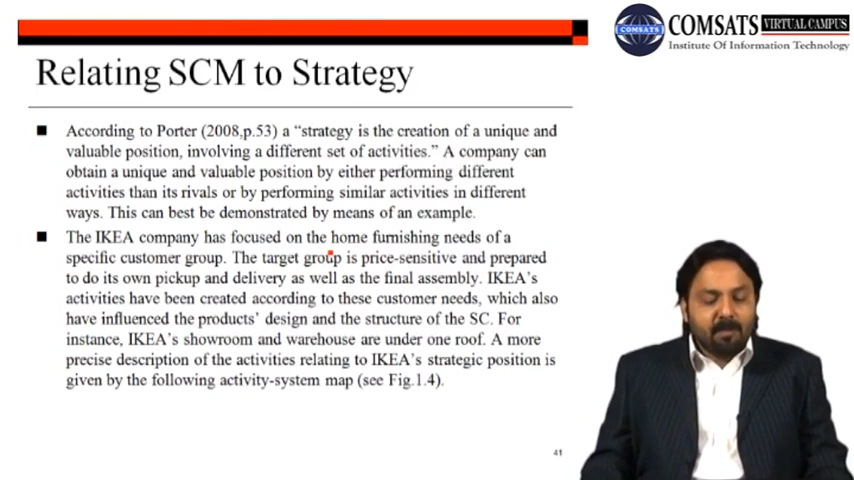 COMSATS VIRTUAL CAMPUS
COMSATS
Institute Of Information Technology
Relating SCM to Strategy
According to Porter (2008,p.53) a “strategy is the creation of a unique and
valuable position, involving a different set of activities.” A company can
obtain a unique and valuable position by either performing different
activities than its rivals or by performing similar activities in different
ways. This can best be demonstrated by means of an example.
The IKEA company has focused on the home furnishing needs of a
specific customer group. The target group is price-sensitive and prepared
to do its own pickup and delivery as well as the final assembly. IKEA’s
activities have been created according to these customer needs, which also
have influenced the products’ design and the structure of the SC. For
instance, IKEA’s showroom and warehouse are under one roof. A more
precise description of the activities relating to IKEA’s strategic position is
given by the following activity-system map (see Fig.1.4).
41